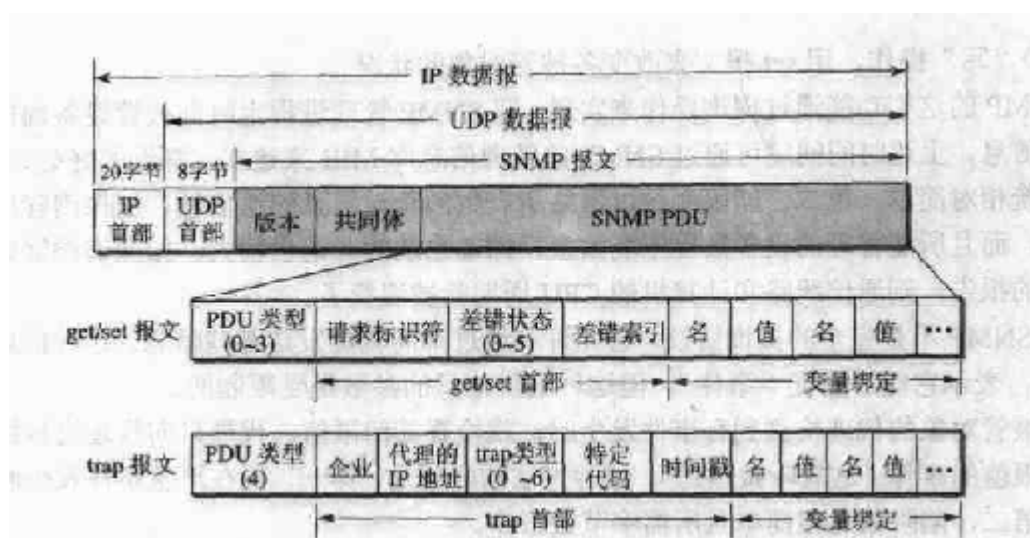 IP 数据报
UDP 数据报
SNMP 报文
20字节 8字节
IP 首部 UDP 首部 版本 共同体 SNMP PDU
get/set 报文 PDU 类型 (0~3) 请求标识符 差错状态 (0~5) 差错索引 名 值 名 值 …
get/set 首部 变量绑定
trap 报文 PDU 类型 (4) 企业 代理的 IP 地址 trap类型 (0 ~6) 特定代码 时间戳 名 值 名 值 …
trap 首部 变量绑定